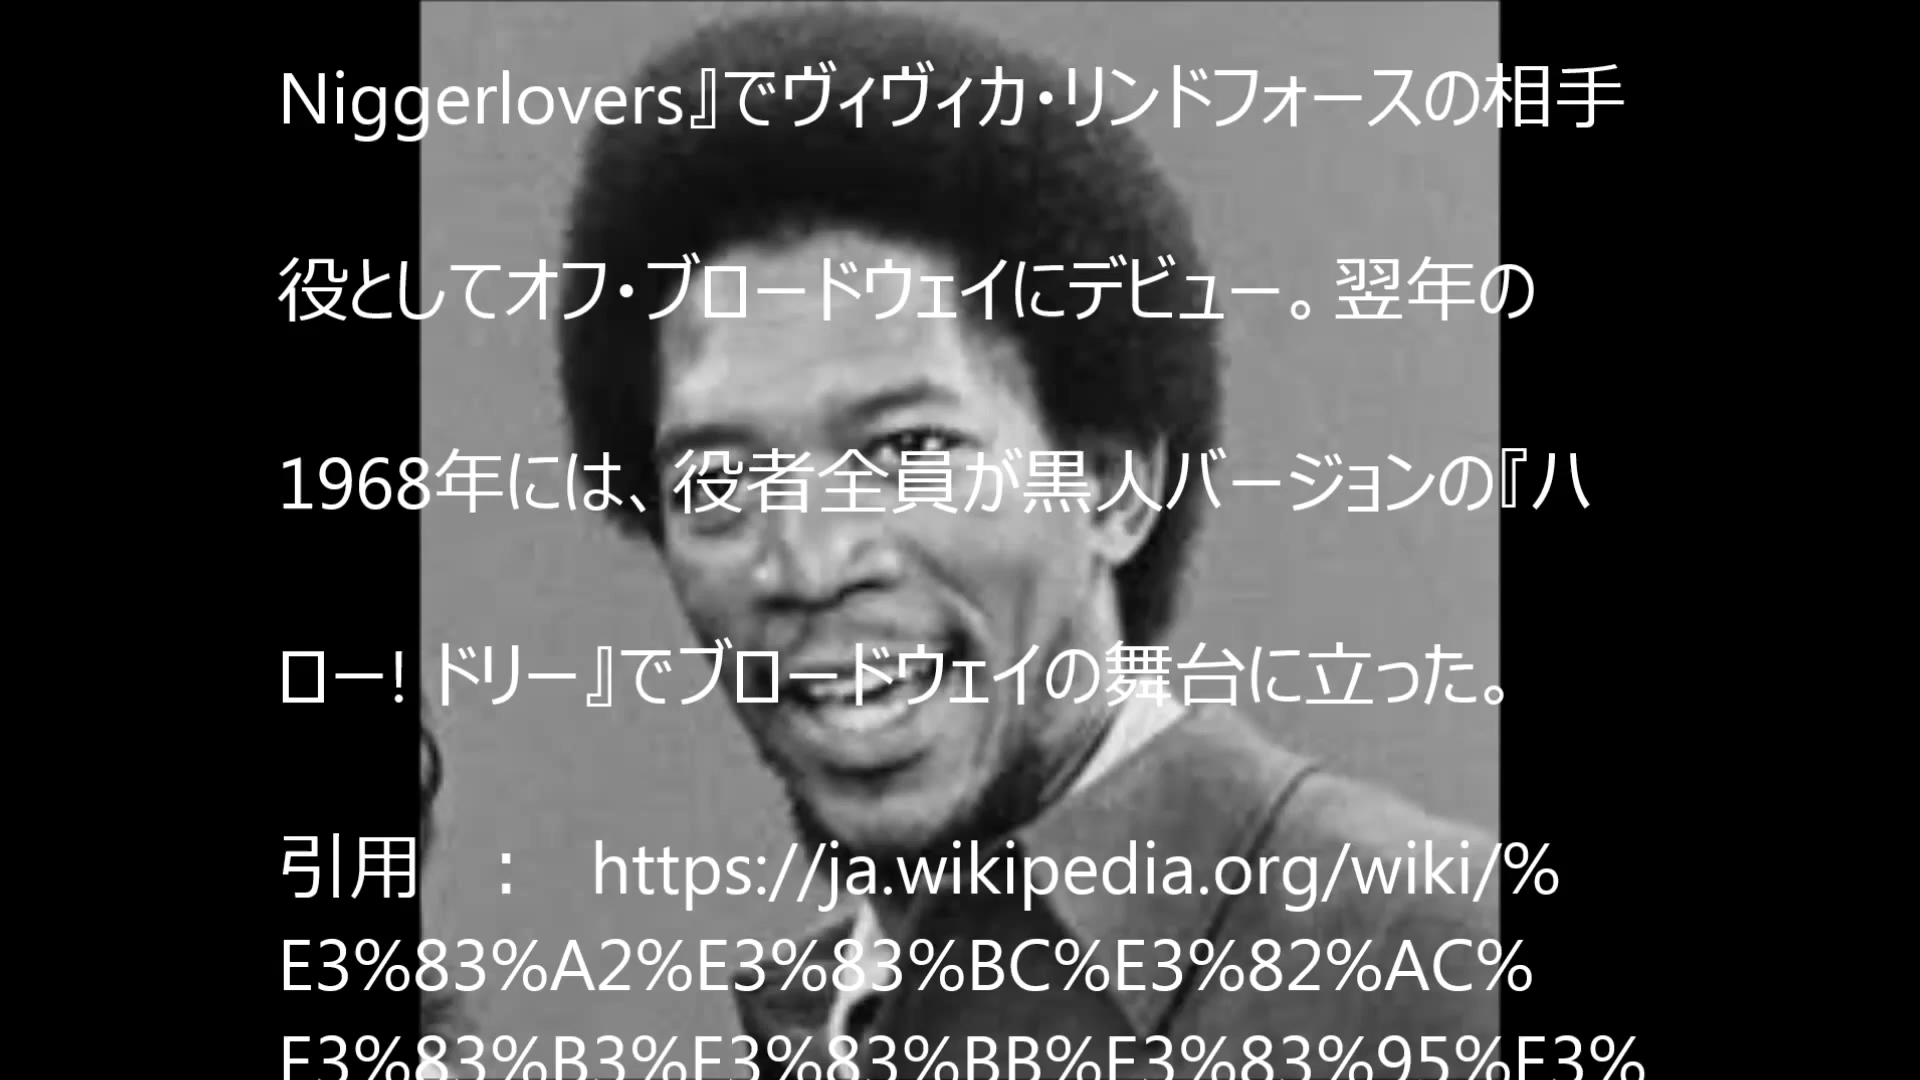 Niggerlovers』でヴィヴィカ・リンドフォースの相手
役としてオフ・ブロードウェイにデビュー。翌年の
1968年には、役者全員が黒人バージョンの『ハ
ロー! ドリー』でブロードウェイの舞台に立った。
引用　：　https://ja.wikipedia.org/wiki/%
E3%83%A2%E3%83%BC%E3%82%AC%
E3%83%B3%E3%83%BB%E3%83%95%E3%